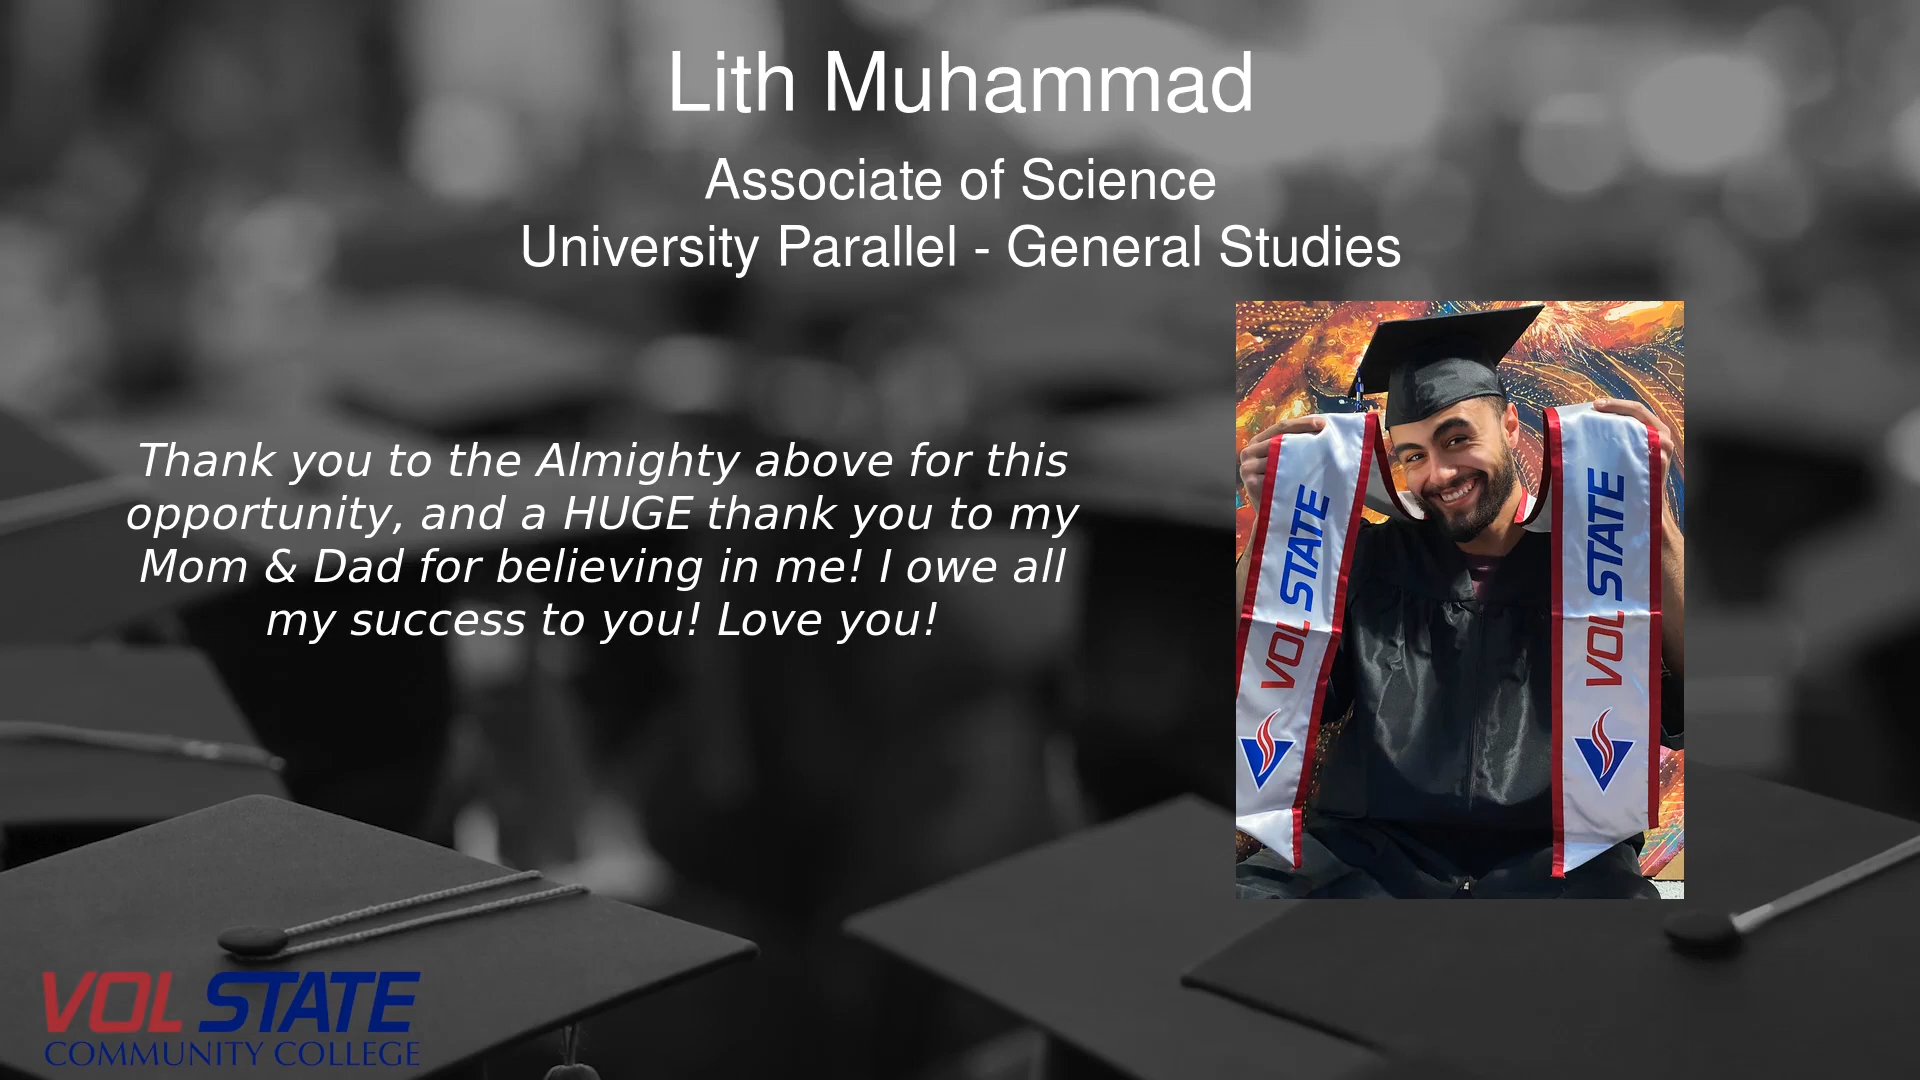 Lith Muhammad
Associate of Science
University Parallel - General Studies
Thank you to the Almighty above for this
opportunity, and a HUGE thank you to my
Mom & Dad for believing in me! I owe all
my success to you! Love you!
VOL STATE
VOL STATE
VOL STATE
COMMUNITY COLLEGE